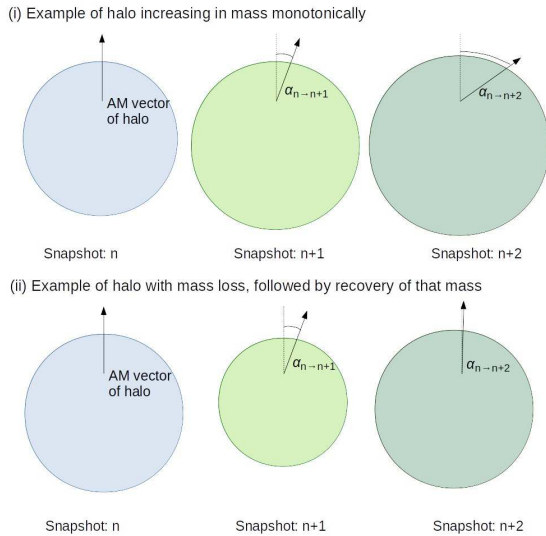 (i) Example of halo increasing in mass monotonically
AM vector
of halo
αn→n+1
αn→n+2
Snapshot: n
Snapshot: n+1
Snapshot: n+2
(ii) Example of halo with mass loss, followed by recovery of that mass
AM vector
of halo
αn→n+1
αn→n+2
Snapshot: n
Snapshot: n+1
Snapshot: n+2